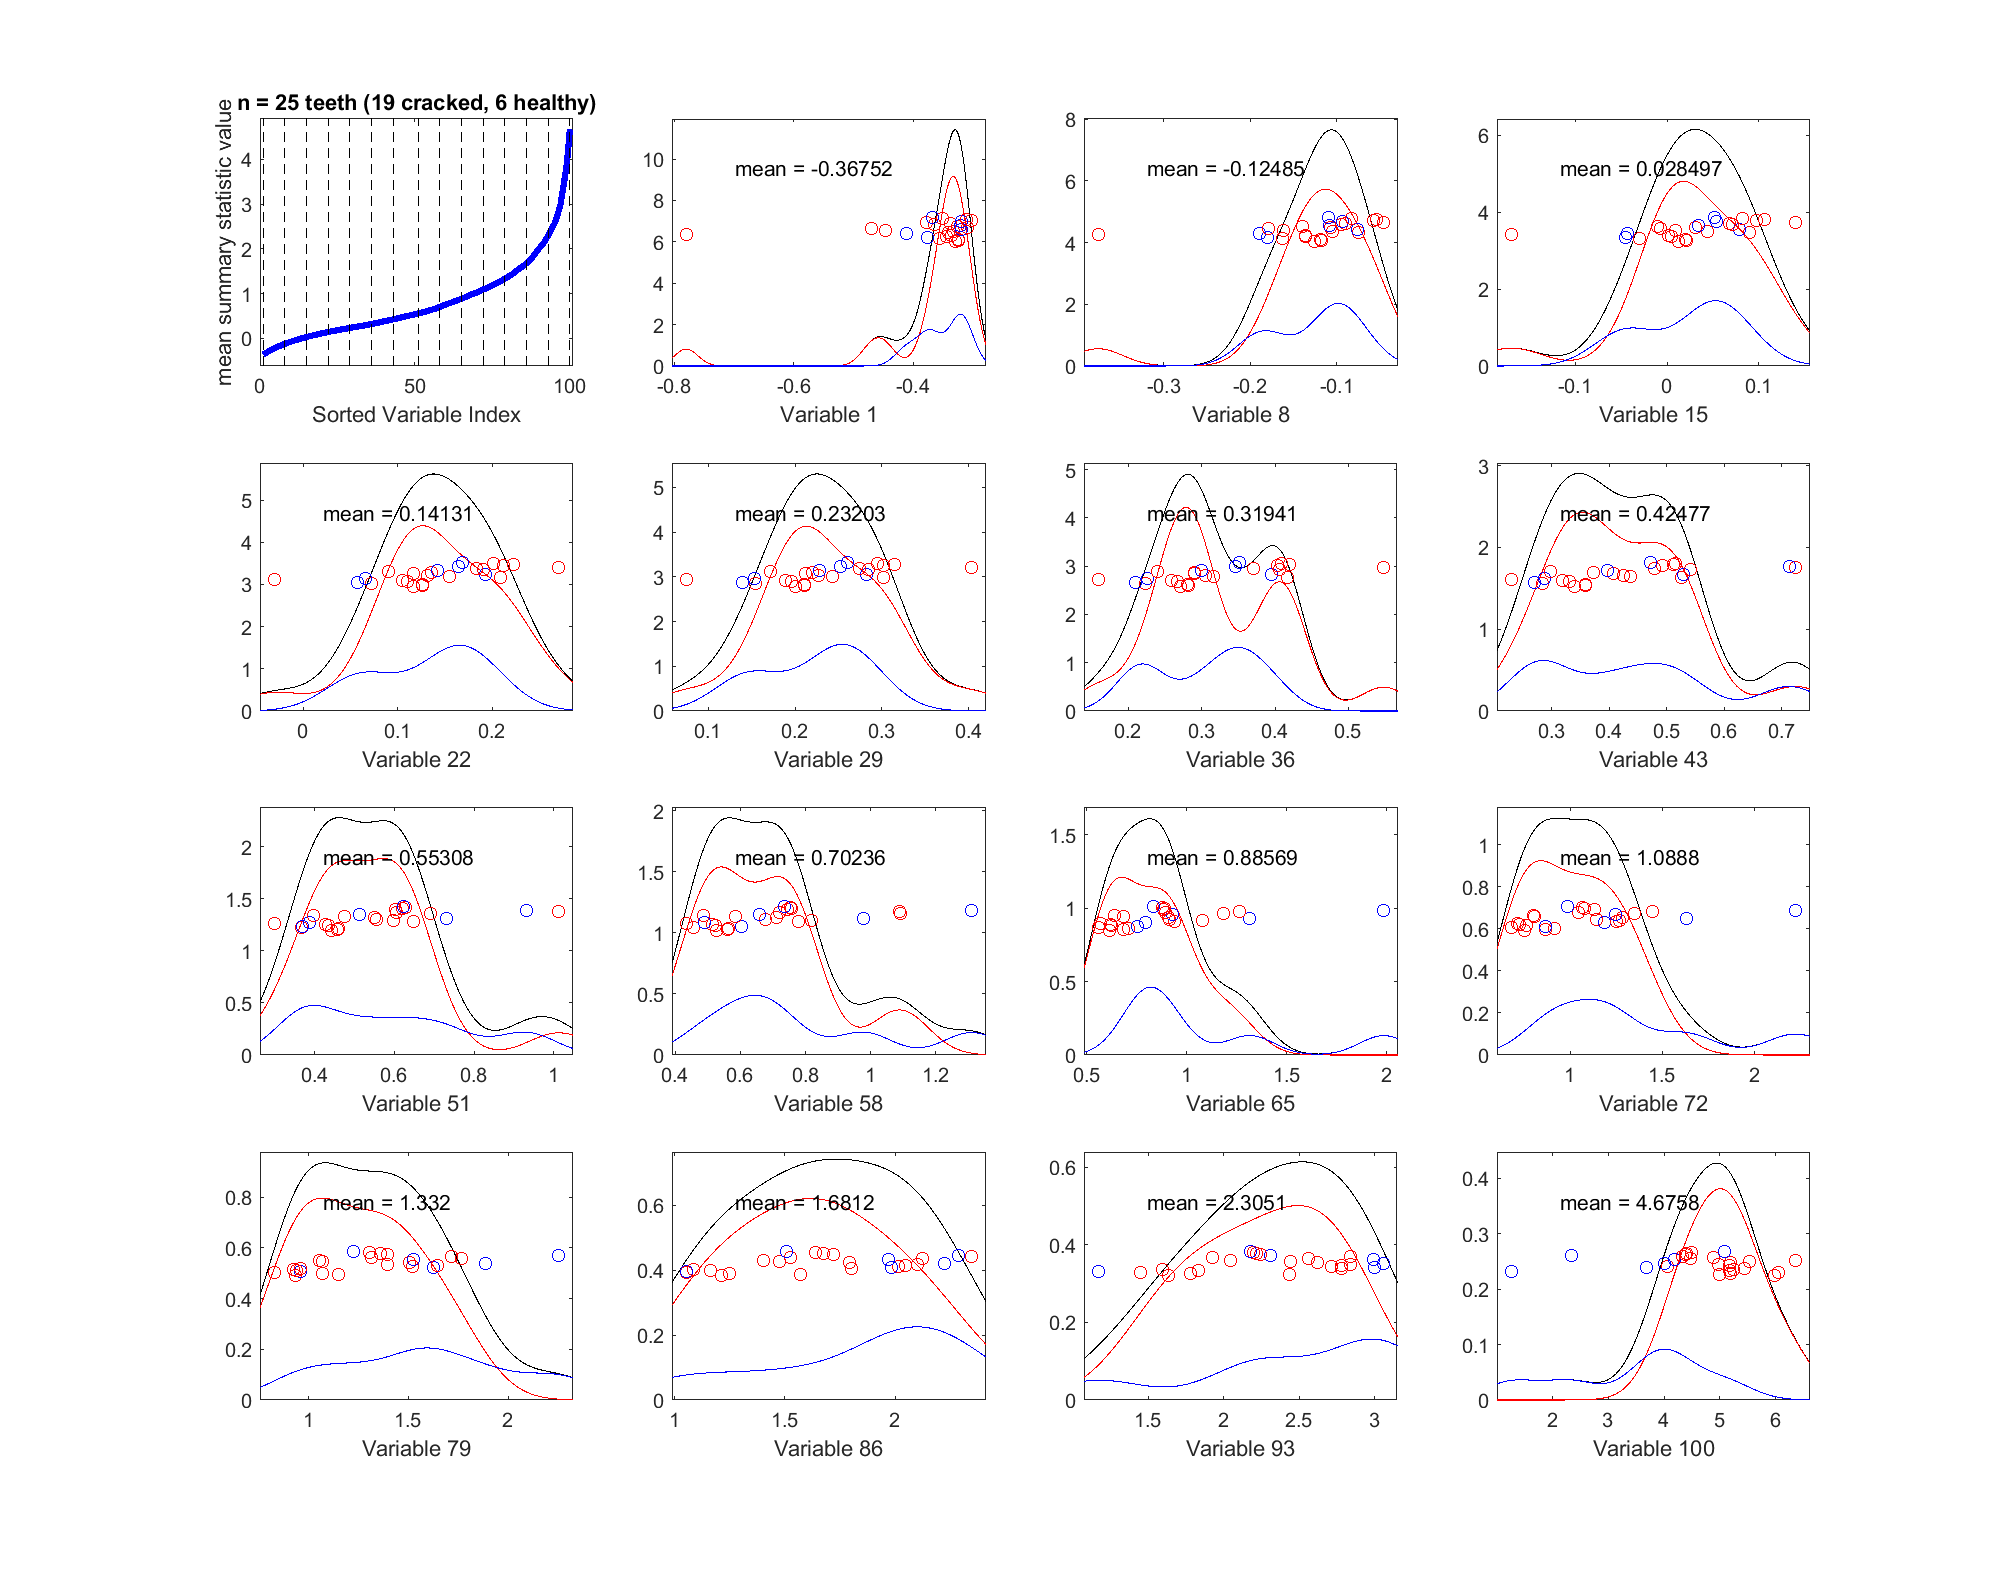 n = 25 teeth (19 cracked, 6 healthy)
mean summary statistic value
4
3
2
1
0
0 50 100
Sorted Variable Index
mean = -0.36752
10
8
6
4
2
0
-0.8 -0.6 -0.4
Variable 1
mean = -0.12485
8
6
4
2
0
-0.3 -0.2 -0.1
Variable 8
mean = 0.028497
6
4
2
0
-0.1 0 0.1
Variable 15
mean = 0.14131
5
4
3
2
1
0
0 0.1 0.2
Variable 22
mean = 0.23203
5
4
3
2
1
0
0.1 0.2 0.3 0.4
Variable 29
mean = 0.31941
5
4
3
2
1
0
0.2 0.3 0.4 0.5
Variable 36
mean = 0.42477
3
2
1
0
0.3 0.4 0.5 0.6 0.7
Variable 43
mean = 0.55308
2
1.5
1
0.5
0
0.4 0.6 0.8 1
Variable 51
mean = 0.70236
2
1.5
1
0.5
0
0.4 0.6 0.8 1 1.2
Variable 58
mean = 0.88569
1.5
1
0.5
0
0.5 1 1.5 2
Variable 65
mean = 1.0888
1
0.8
0.6
0.4
0.2
0
1 1.5 2
Variable 72
mean = 1.332
0.8
0.6
0.4
0.2
0
1 1.5 2
Variable 79
mean = 1.6812
0.6
0.4
0.2
0
1 1.5 2
Variable 86
mean = 2.3051
0.6
0.4
0.2
0
1.5 2 2.5 3
Variable 93
mean = 4.6758
0.4
0.3
0.2
0.1
0
2 3 4 5 6
Variable 100